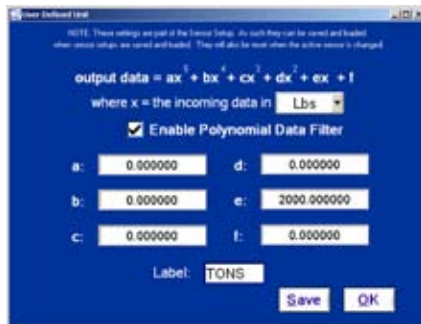 User Defined Unit
NOTE: These settings are part of the Sensor Setup. As such they can be saved and loaded
when sensor setups are saved and loaded. They will also be reset when the active sensor is changed.
output data = ax⁵ + bx⁴ + cx³ + dx² + ex + f
where x = the incoming data in Lbs
Enable Polynomial Data Filter
a: 0.000000 d: 0.000000
b: 0.000000 e: 2000.000000
c: 0.000000 f: 0.000000
Label: TONS
Save OK